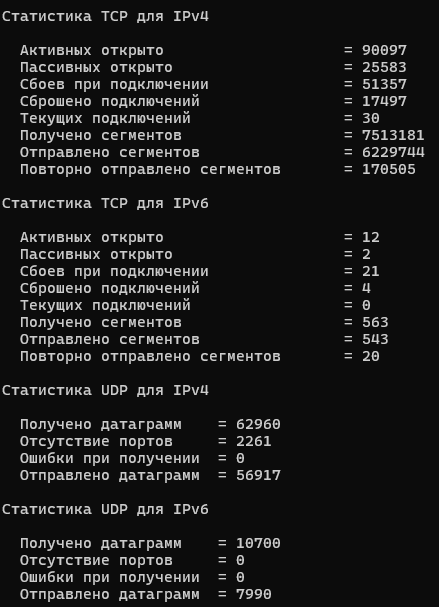 Статистика TCP для IPv4
Активных открыто = 90097
Пассивных открыто = 25583
Сбоев при подключении = 51357
Сброшено подключений = 17497
Текущих подключений = 30
Получено сегментов = 7513181
Отправлено сегментов = 6229744
Повторно отправлено сегментов = 170505
Статистика TCP для IPv6
Активных открыто = 12
Пассивных открыто = 2
Сбоев при подключении = 21
Сброшено подключений = 4
Текущих подключений = 0
Получено сегментов = 563
Отправлено сегментов = 543
Повторно отправлено сегментов = 20
Статистика UDP для IPv4
Получено датаграмм = 62960
Отсутствие портов = 2261
Ошибки при получении = 0
Отправлено датаграмм = 56917
Статистика UDP для IPv6
Получено датаграмм = 10700
Отсутствие портов = 0
Ошибки при получении = 0
Отправлено датаграмм = 7990